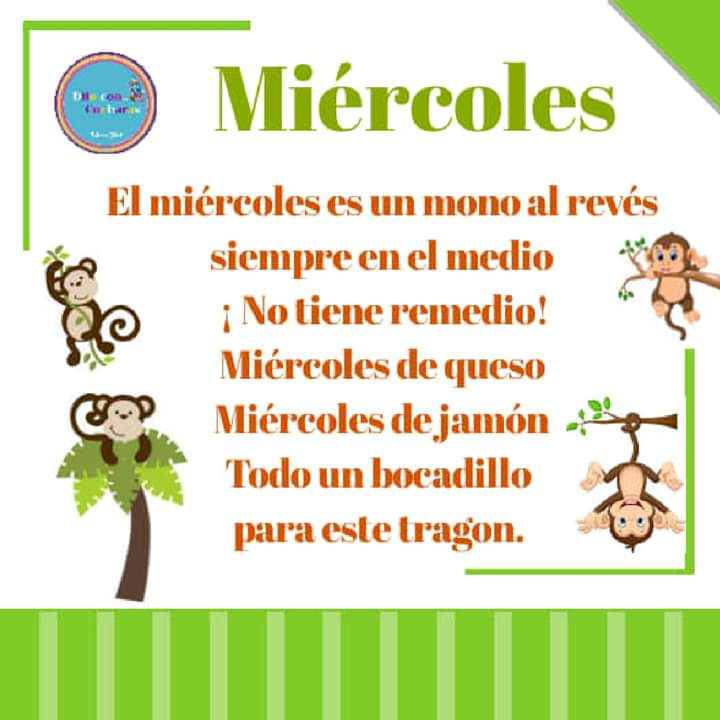 Miércoles
El miércoles es un mono al revés
siempre en el medio
¡ No tiene remedio!
Miércoles de queso
Miércoles de jamón
Todo un bocadillo
para este tragon.